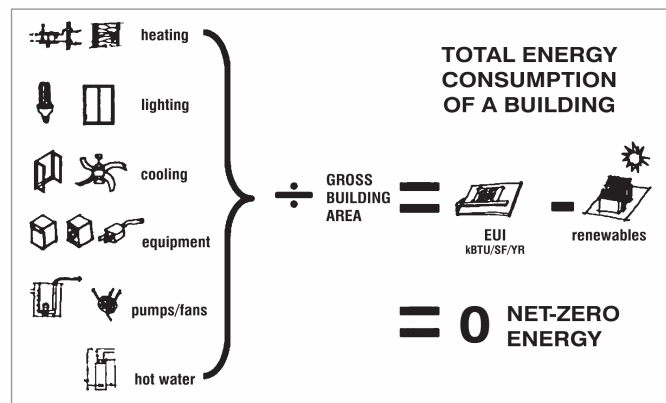 heating
lighting
cooling
equipment
pumps/fans
hot water
÷
GROSS
BUILDING
AREA
=
TOTAL ENERGY
CONSUMPTION
OF A BUILDING
EUI
kBTU/SF/YR
-
renewables
= 0 NET-ZERO
ENERGY